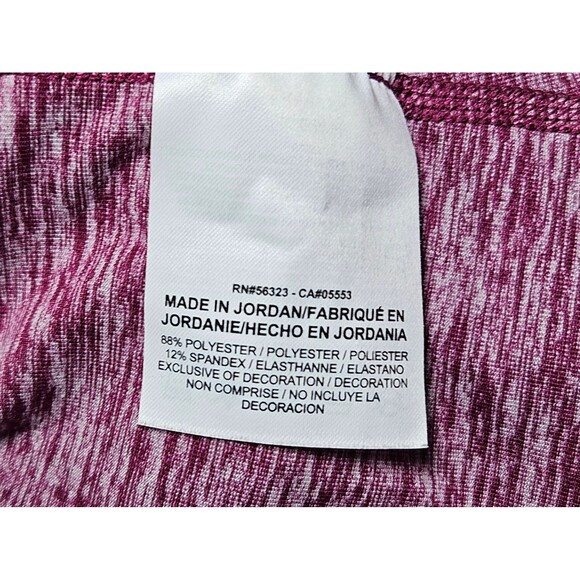 RN#56323 - CA#05553
MADE IN JORDAN/FABRIQUÉ EN
JORDANIE/HECHO EN JORDANIA
88% POLYESTER / POLYESTER / POLIESTER
12% SPANDEX / ELASTHANNE / ELASTANO
EXCLUSIVE OF DECORATION / DECORATION
NON COMPRISE / NO INCLUYE LA
DECORACION